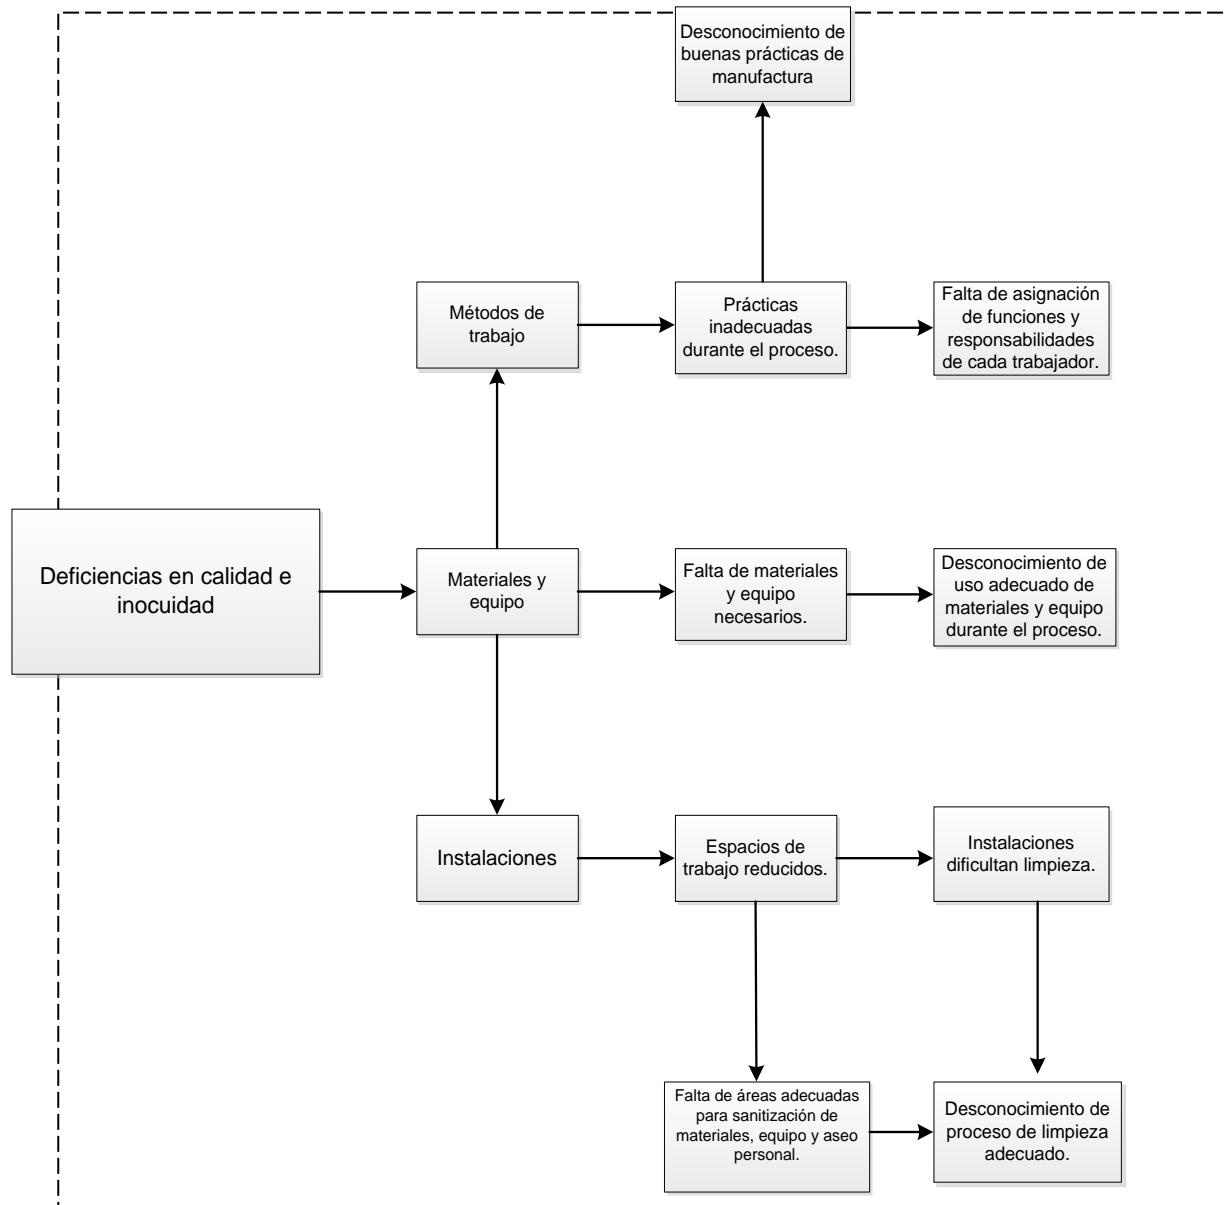 Desconocimiento de
buenas prácticas de
manufactura
Métodos de
trabajo
Prácticas
inadecuadas
durante el proceso.
Falta de asignación
de funciones y
responsabilidades
de cada trabajador.
Deficiencias en calidad e
inocuidad
Materiales y
equipo
Falta de materiales
y equipo
necesarios.
Desconocimiento de
uso adecuado de
materiales y equipo
durante el proceso.
Instalaciones
Espacios de
trabajo reducidos.
Instalaciones
dificultan limpieza.
Falta de áreas adecuadas
para sanitización de
materiales, equipo y aseo
personal.
Desconocimiento de
proceso de limpieza
adecuado.